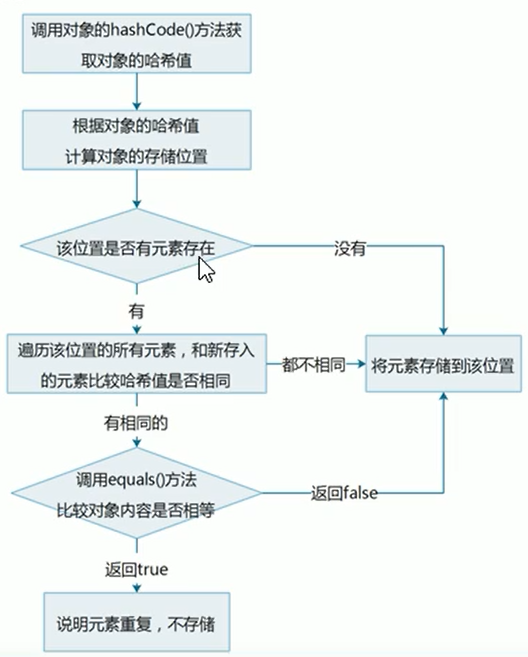 调用对象的hashCode()方法获
取对象的哈希值
根据对象的哈希值
计算对象的存储位置
该位置是否有元素存在
没有
有
遍历该位置的所有元素，和新存入
的元素比较哈希值是否相同
都不相同
将元素存储到该位置
有相同的
调用equals()方法
比较对象内容是否相等
返回false
返回true
说明元素重复，不存储